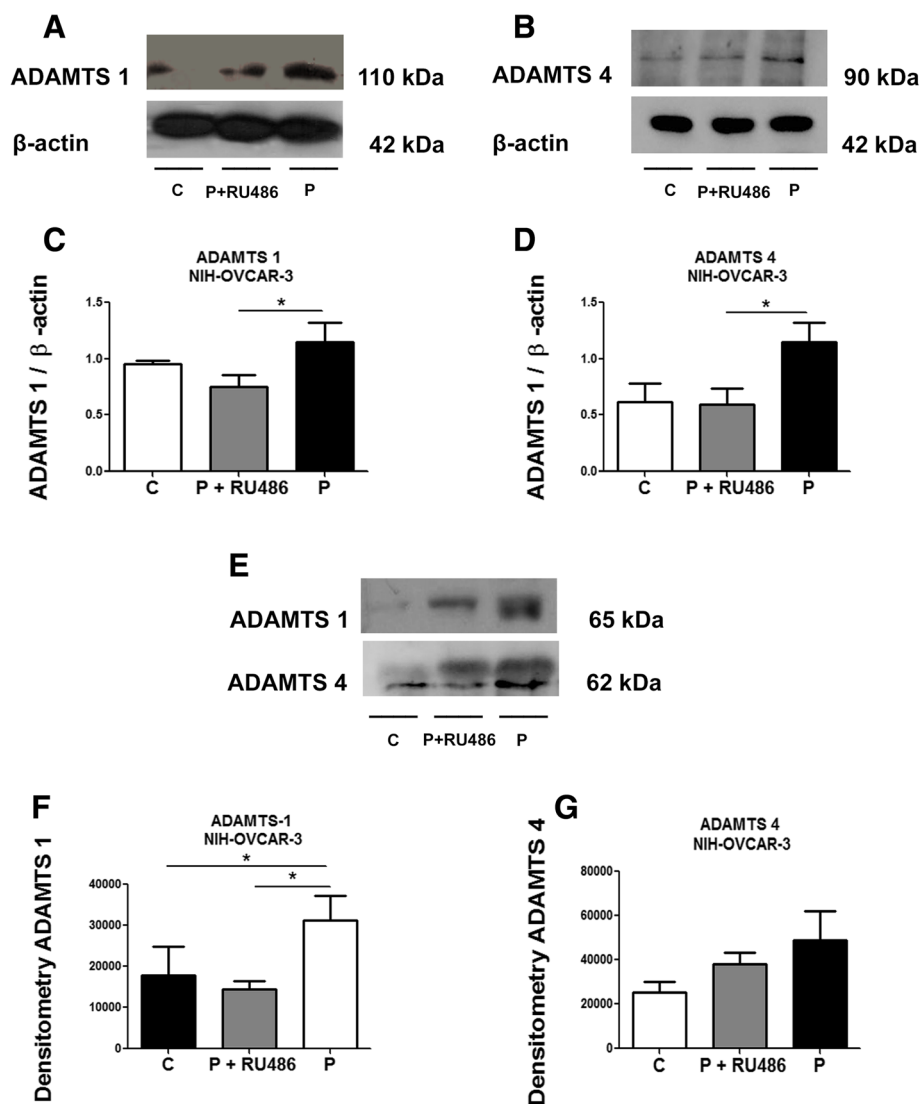 A
B
ADAMTS 1
110 kDa
ADAMTS 4
90 kDa
β-actin
42 kDa
β-actin
42 kDa
C
P+RU486
P
C
P+RU486
P
C
D
ADAMTS 1
NIH-OVCAR-3
ADAMTS 4
NIH-OVCAR-3
ADAMTS 1 / β -actin
1.5
1.0
0.5
0.0
*
C
P + RU486
P
ADAMTS 1 / β -actin
1.5
1.0
0.5
0.0
*
C
P + RU486
P
E
ADAMTS 1
65 kDa
ADAMTS 4
62 kDa
C
P+RU486
P
F
G
ADAMTS-1
NIH-OVCAR-3
ADAMTS 4
NIH-OVCAR-3
Densitometry ADAMTS 1
40000
30000
20000
10000
0
*
*
C
P + RU486
P
Densitometry ADAMTS 4
80000
60000
40000
20000
0
C
P + RU486
P